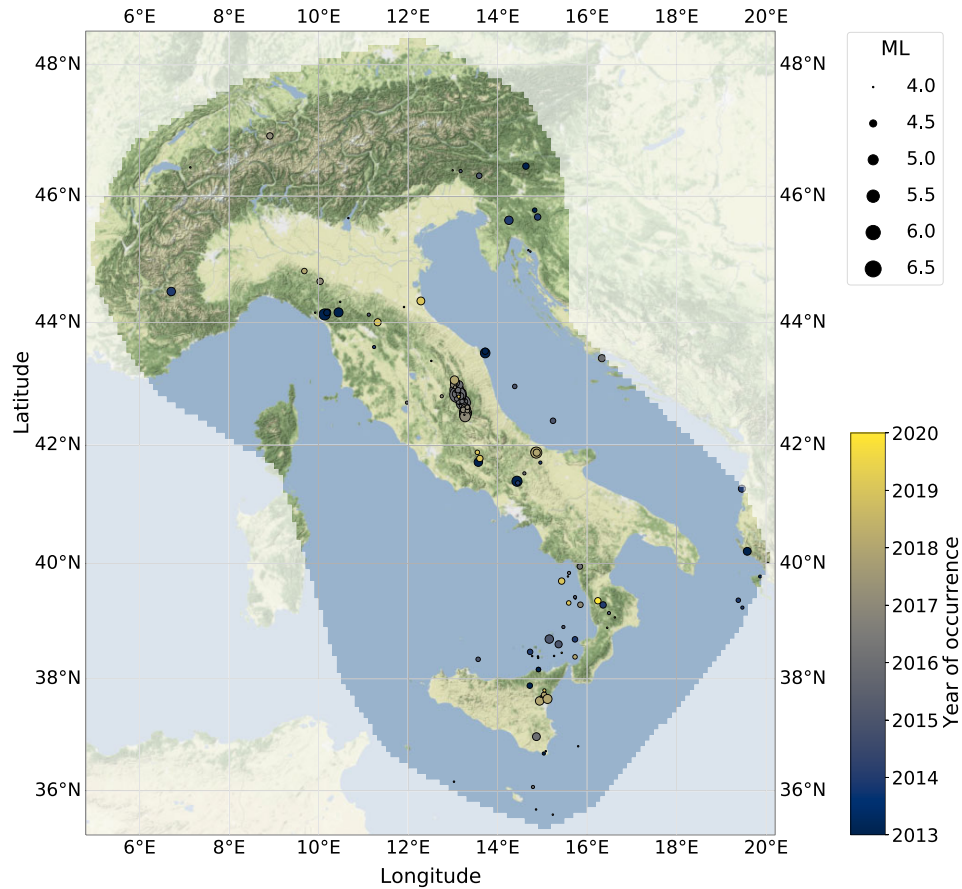 6°E 8°E 10°E 12°E 14°E 16°E 18°E 20°E
ML
4.0
4.5
5.0
5.5
6.0
6.5
48°N
46°N
44°N
42°N
40°N
38°N
36°N
48°N
46°N
44°N
42°N
40°N
38°N
36°N
Latitude
2020
2019
2018
2017
2016
2015
2014
2013
Year of occurrence
6°E 8°E 10°E 12°E 14°E 16°E 18°E 20°E
Longitude